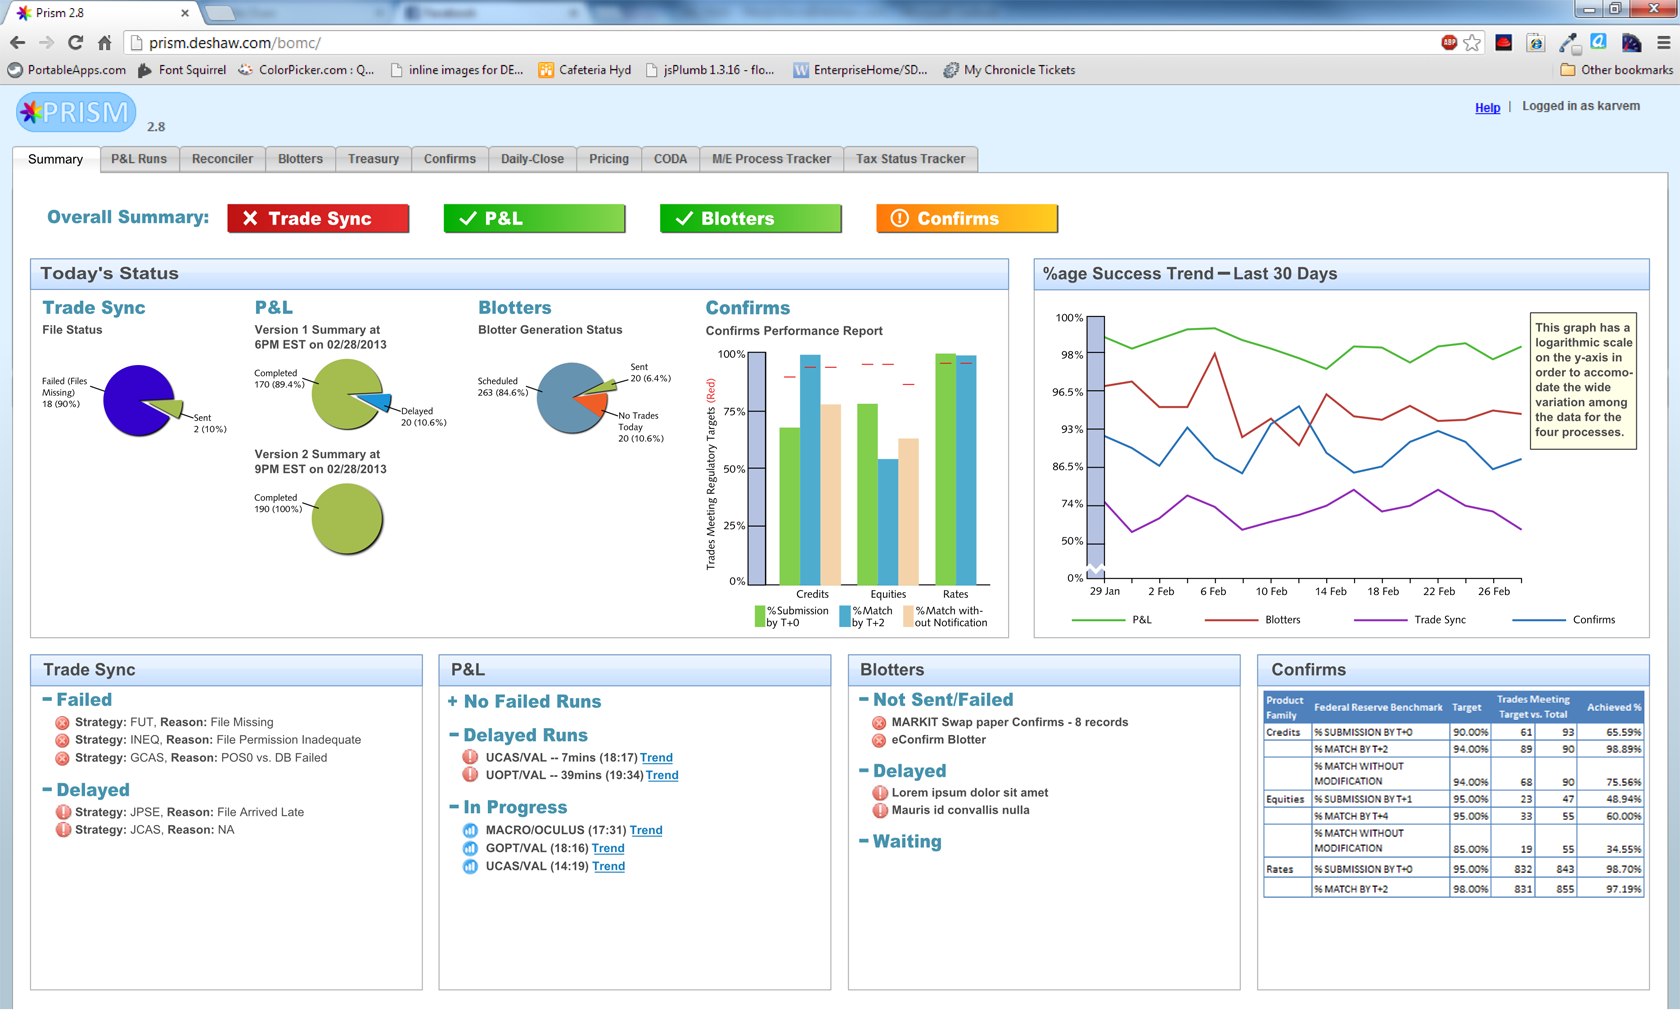 Prism 2.8
Facebook
prism.deshaw.com/bomc/
ABP
PortableApps.com
Font Squirrel
ColorPicker.com : Q...
inline images for DE...
Cafeteria Hyd
jsPlumb 1.3.16 - flo...
EnterpriseHome/SD...
My Chronicle Tickets
Other bookmarks
PRISM
2.8
Help | Logged in as karvem
Summary
P&L Runs
Reconciler
Blotters
Treasury
Confirms
Daily-Close
Pricing
CODA
M/E Process Tracker
Tax Status Tracker
Overall Summary:
Trade Sync
P&L
Blotters
Confirms
Today's Status
Trade Sync
File Status
Failed (Files
Missing)
18 (90%)
Sent
2 (10%)
P&L
Version 1 Summary at
6PM EST on 02/28/2013
Completed
170 (89.4%)
Delayed
20 (10.6%)
Version 2 Summary at
9PM EST on 02/28/2013
Completed
190 (100%)
Blotters
Blotter Generation Status
Scheduled
263 (84.6%)
Sent
20 (6.4%)
No Trades
Today
20 (10.6%)
Confirms
Confirms Performance Report
Trades Meeting Regulatory Targets (Red)
100%
75%
50%
25%
0%
Credits
Equities
Rates
%Submission
by T+0
%Match
by T+2
%Match with-
out Notification
%age Success Trend – Last 30 Days
100%
98%
96.5%
93%
86.5%
74%
50%
0%
29 Jan
2 Feb
6 Feb
10 Feb
14 Feb
18 Feb
22 Feb
26 Feb
P&L
Blotters
Trade Sync
Confirms
This graph has a
logarithmic scale
on the y-axis in
order to accomo-
date the wide
variation among
the data for the
four processes.
Trade Sync
– Failed
Strategy: FUT, Reason: File Missing
Strategy: INEQ, Reason: File Permission Inadequate
Strategy: GCAS, Reason: POS0 vs. DB Failed
– Delayed
Strategy: JPSE, Reason: File Arrived Late
Strategy: JCAS, Reason: NA
P&L
+ No Failed Runs
– Delayed Runs
UCAS/VAL -- 7mins (18:17) Trend
UOPT/VAL -- 39mins (19:34) Trend
– In Progress
MACRO/OCULUS (17:31) Trend
GOPT/VAL (18:16) Trend
UCAS/VAL (14:19) Trend
Blotters
– Not Sent/Failed
MARKIT Swap paper Confirms - 8 records
eConfirm Blotter
– Delayed
Lorem ipsum dolor sit amet
Mauris id convallis nulla
– Waiting
Confirms
Product Family | Federal Reserve Benchmark | Target | Trades Meeting Target vs. Total | Achieved %
Credits | % SUBMISSION BY T+0 | 90.00% | 61 | 93 | 65.59%
% MATCH BY T+2 | 94.00% | 89 | 90 | 98.89%
% MATCH WITHOUT MODIFICATION | 94.00% | 68 | 90 | 75.56%
Equities | % SUBMISSION BY T+1 | 95.00% | 23 | 47 | 48.94%
% MATCH BY T+4 | 95.00% | 33 | 55 | 60.00%
% MATCH WITHOUT MODIFICATION | 85.00% | 19 | 55 | 34.55%
Rates | % SUBMISSION BY T+0 | 95.00% | 832 | 843 | 98.70%
% MATCH BY T+2 | 98.00% | 831 | 855 | 97.19%